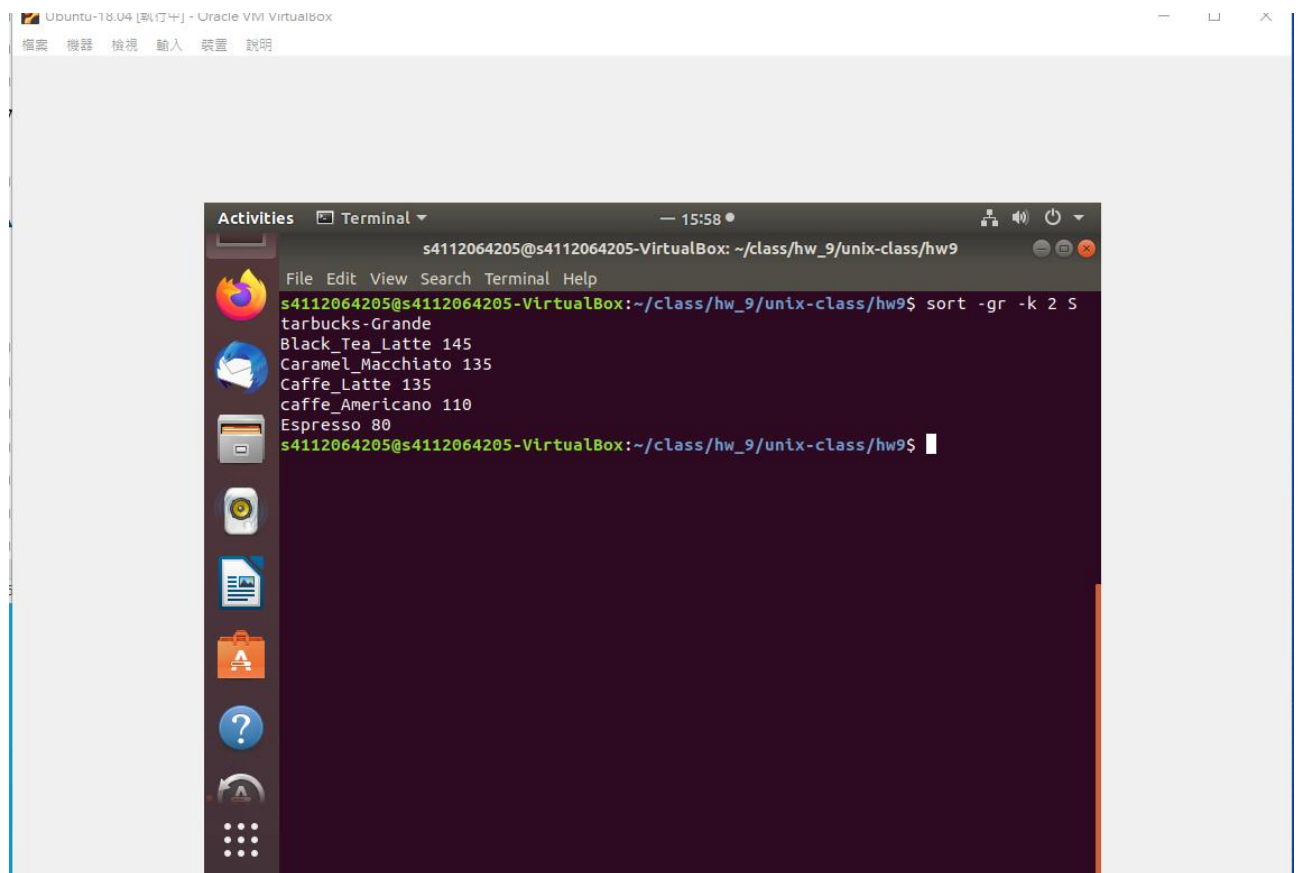 Ubuntu-18.04 [執行中] - Oracle VM VirtualBox
檔案 機器 檢視 輸入 裝置 說明
Activities Terminal 15:58
s4112064205@s4112064205-VirtualBox: ~/class/hw_9/unix-class/hw9
File Edit View Search Terminal Help
s4112064205@s4112064205-VirtualBox:~/class/hw_9/unix-class/hw9$ sort -gr -k 2 S
tarbucks-Grande
Black_Tea_Latte 145
Caramel_Macchiato 135
Caffe_Latte 135
caffe_Americano 110
Espresso 80
s4112064205@s4112064205-VirtualBox:~/class/hw_9/unix-class/hw9$